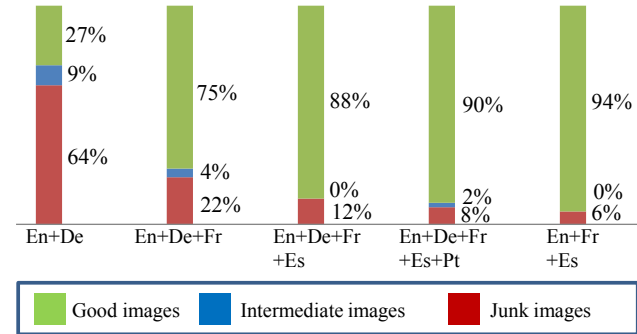 27%
9%
64%
75%
4%
22%
88%
0%
12%
90%
2%
8%
94%
0%
6%
En+De
En+De+Fr
En+De+Fr
+Es
En+De+Fr
+Es+Pt
En+Fr
+Es
Good images
Intermediate images
Junk images